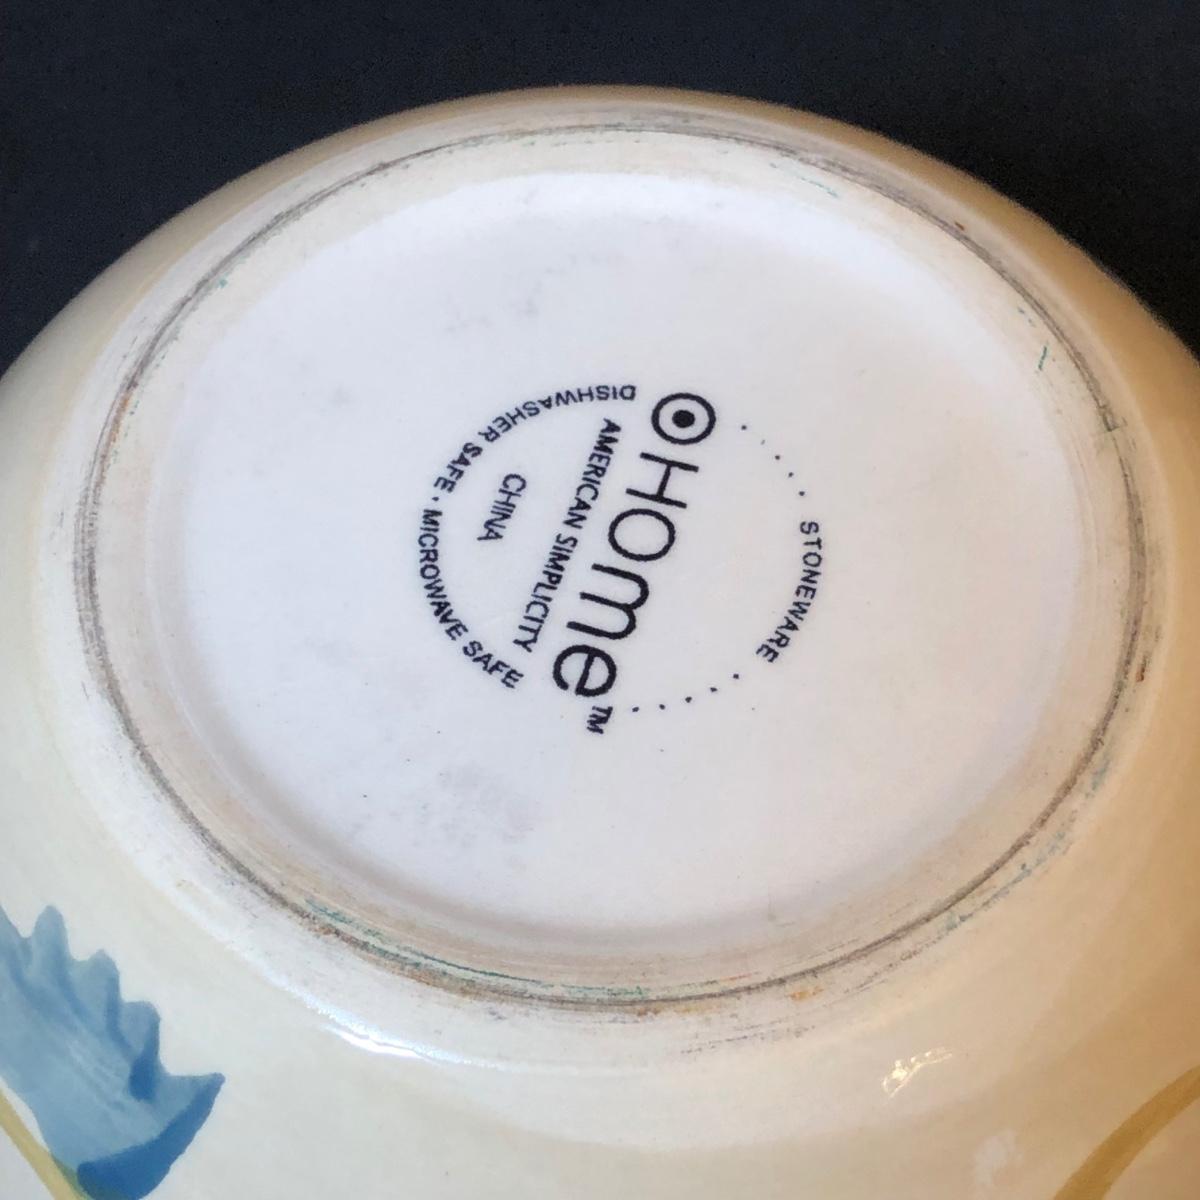 STONEWARE
Home™
AMERICAN SIMPLICITY
CHINA
DISHWASHER SAFE · MICROWAVE SAFE